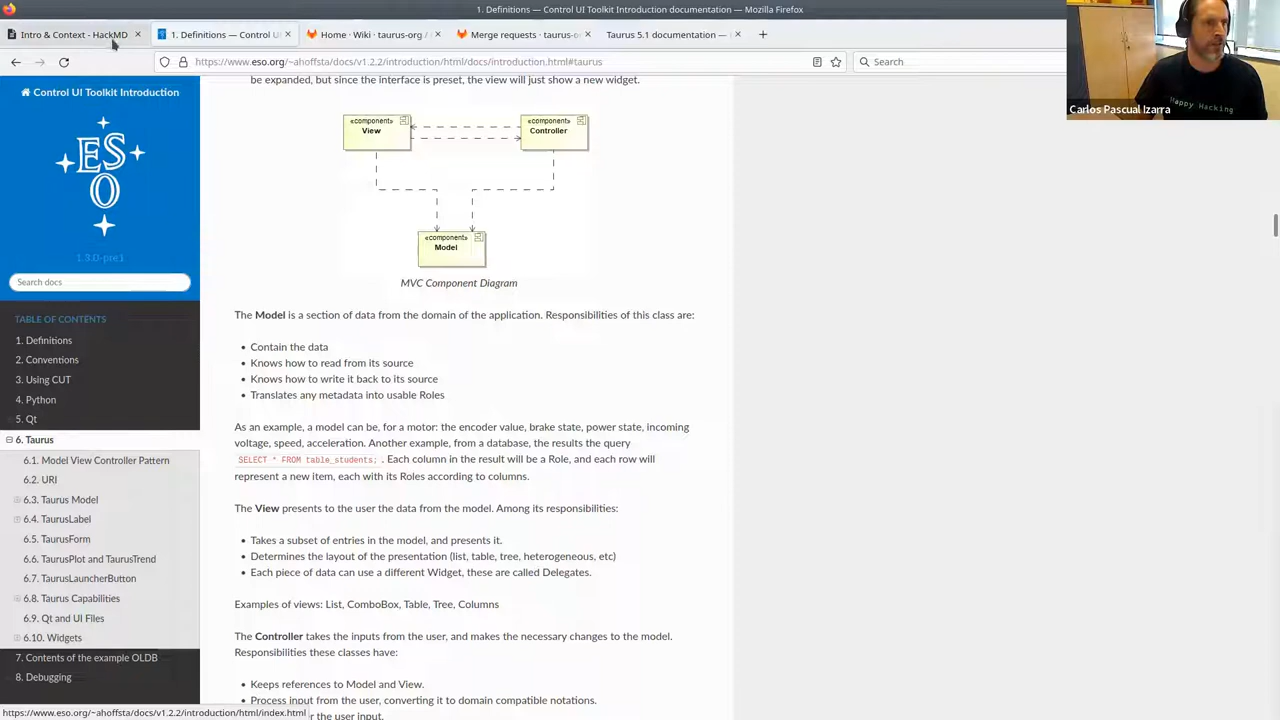 1. Definitions — Control UI Toolkit Introduction documentation — Mozilla Firefox
Intro & Context - HackMD
1. Definitions — Control U
Home · Wiki · taurus-org /
Merge requests · taurus-o
Taurus 5.1 documentation —
https://www.eso.org/~ahoffsta/docs/v1.2.2/introduction/html/docs/introduction.html#taurus
Search
Happy Hacking
Carlos Pascual Izarra
Control UI Toolkit Introduction
ES
O
1.3.0-pre1
Search docs
TABLE OF CONTENTS
1. Definitions
2. Conventions
3. Using CUT
4. Python
5. Qt
6. Taurus
6.1. Model View Controller Pattern
6.2. URI
6.3. Taurus Model
6.4. TaurusLabel
6.5. TaurusForm
6.6. TaurusPlot and TaurusTrend
6.7. TaurusLauncherButton
6.8. Taurus Capabilities
6.9. Qt and UI Files
6.10. Widgets
7. Contents of the example OLDB
8. Debugging
https://www.eso.org/~ahoffsta/docs/v1.2.2/introduction/html/index.html
be expanded, but since the interface is preset, the view will just show a new widget.
«component»
View
«component»
Controller
«component»
Model
MVC Component Diagram
The Model is a section of data from the domain of the application. Responsibilities of this class are:
• Contain the data
• Knows how to read from its source
• Knows how to write it back to its source
• Translates any metadata into usable Roles
As an example, a model can be, for a motor: the encoder value, brake state, power state, incoming
voltage, speed, acceleration. Another example, from a database, the results the query
SELECT * FROM table_students; . Each column in the result will be a Role, and each row will
represent a new item, each with its Roles according to columns.
The View presents to the user the data from the model. Among its responsibilities:
• Takes a subset of entries in the model, and presents it.
• Determines the layout of the presentation (list, table, tree, heterogeneous, etc)
• Each piece of data can use a different Widget, these are called Delegates.
Examples of views: List, ComboBox, Table, Tree, Columns
The Controller takes the inputs from the user, and makes the necessary changes to the model.
Responsibilities these classes have:
• Keeps references to Model and View.
• Process input from the user, converting it to domain compatible notations.
r the user input.